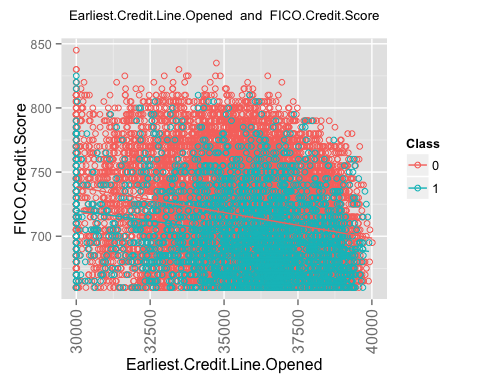 Earliest.Credit.Line.Opened and FICO.Credit.Score
850
800
750
700
FICO.Credit.Score
30000
32500
35000
37500
40000
Earliest.Credit.Line.Opened
Class
0
1